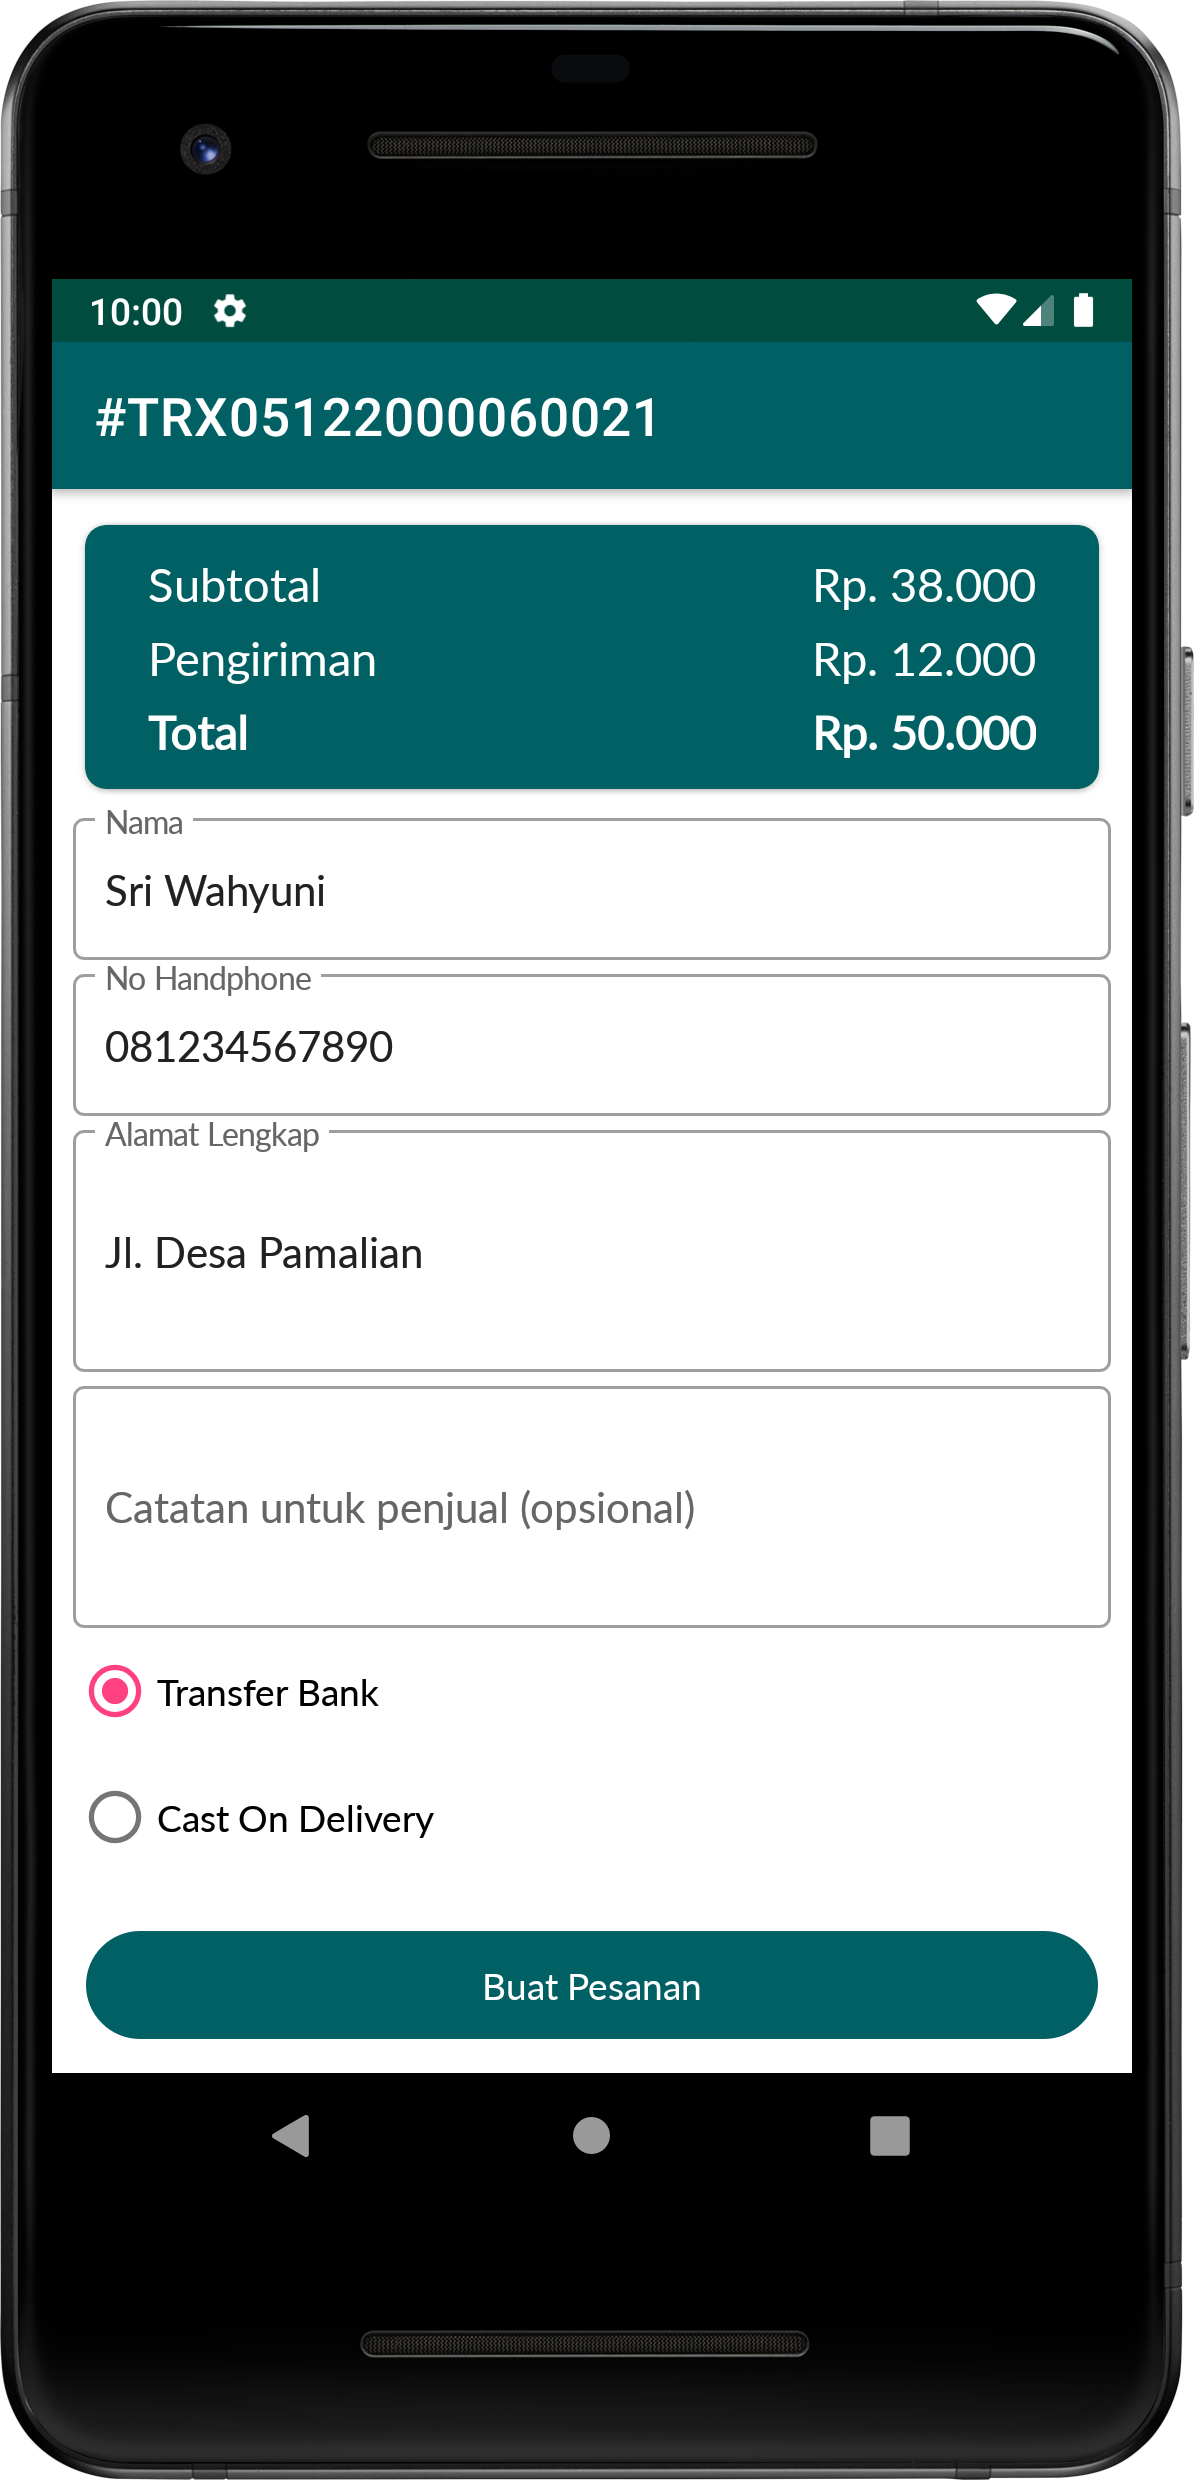 10:00
#TRX05122000060021
Subtotal Rp. 38.000
Pengiriman Rp. 12.000
Total Rp. 50.000
Nama
Sri Wahyuni
No Handphone
081234567890
Alamat Lengkap
Jl. Desa Pamalian
Catatan untuk penjual (opsional)
Transfer Bank
Cast On Delivery
Buat Pesanan